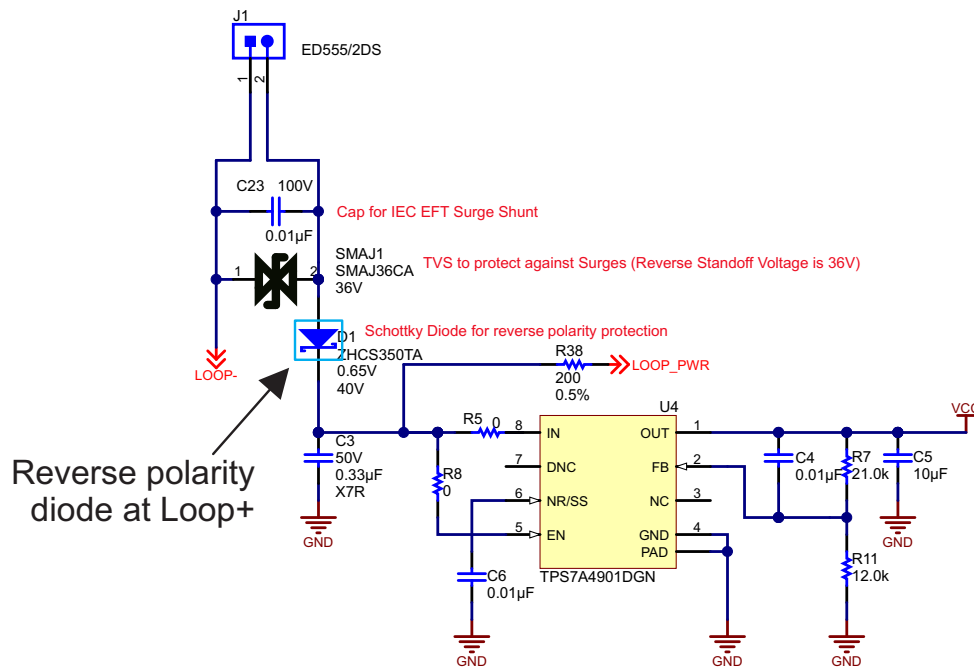 J1
ED555/2DS
1
2
C23
100V
Cap for IEC EFT Surge Shunt
0.01µF
SMAJ1
SMAJ36CA
36V
1
2
TVS to protect against Surges (Reverse Standoff Voltage is 36V)
Schottky Diode for reverse polarity protection
D1
ZHCS350TA
0.65V
40V
LOOP-
R38
200
0.5%
LOOP_PWR
Reverse polarity
diode at Loop+
C3
50V
0.33µF
X7R
GND
R5
0
R8
0
U4
8
IN
OUT
1
7
DNC
FB
2
6
NR/SS
NC
3
5
EN
GND
4
PAD
TPS7A4901DGN
C6
0.01µF
GND
GND
C4
0.01µF
R7
21.0k
C5
10µF
VCC
GND
R11
12.0k
GND